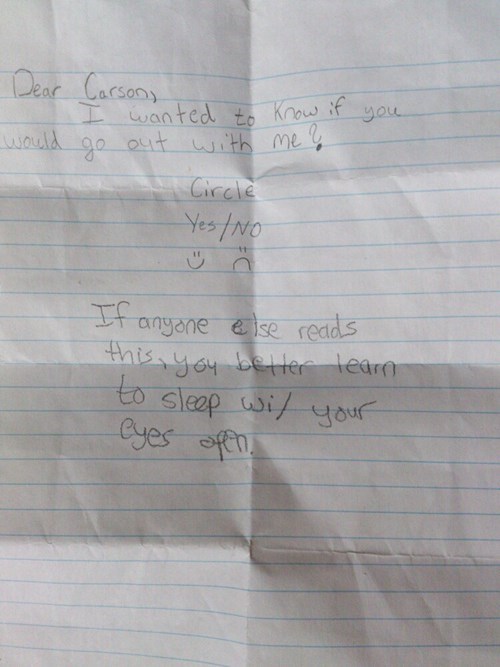 Dear Carson,
I wanted to know if you
would go out with me?
Circle
Yes/NO
If anyone else reads
this, you better learn
to sleep wi/ your
eyes open.